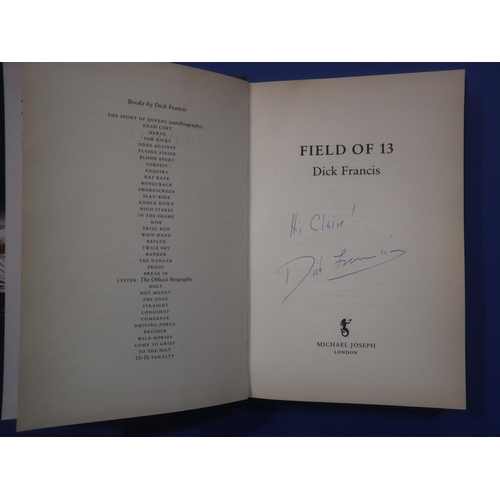 Books by Dick Francis
THE SPORT OF QUEENS (autobiography)
DEAD CERT
NERVE
FOR KICKS
ODDS AGAINST
FLYING FINISH
BLOOD SPORT
FORFEIT
ENQUIRY
RAT RACE
BONECRACK
SMOKESCREEN
SLAY-RIDE
KNOCK DOWN
HIGH STAKES
IN THE FRAME
RISK
TRIAL RUN
WHIP HAND
REFLEX
TWICE SHY
BANKER
THE DANGER
PROOF
BREAK IN
LESTER: The Official Biography
BOLT
HOT MONEY
THE EDGE
STRAIGHT
LONGSHOT
COMEBACK
DRIVING FORCE
DECIDER
WILD HORSES
COME TO GRIEF
TO THE HILT
10-lb PENALTY
FIELD OF 13
Dick Francis
Hi Claire!
Dick Francis
MICHAEL JOSEPH
LONDON